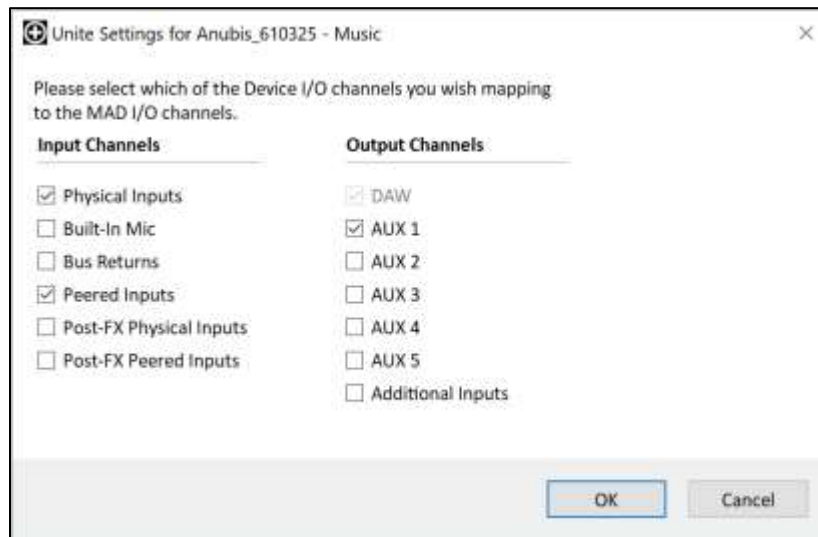 Unite Settings for Anubis_610325 - Music
Please select which of the Device I/O channels you wish mapping
to the MAD I/O channels.
Input Channels
Physical Inputs
Built-In Mic
Bus Returns
Peered Inputs
Post-FX Physical Inputs
Post-FX Peered Inputs
Output Channels
DAW
AUX 1
AUX 2
AUX 3
AUX 4
AUX 5
Additional Inputs
OK
Cancel